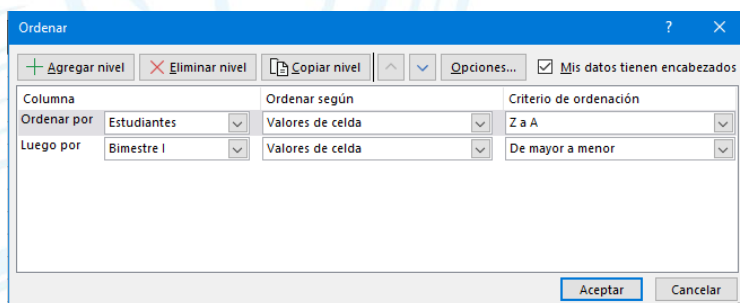 Ordenar ? ×
Agregar nivel Eliminar nivel Copiar nivel Opciones... Mis datos tienen encabezados
Columna Ordenar según Criterio de ordenación
Ordenar por Estudiantes Valores de celda Z a A
Luego por Bimestre I Valores de celda De mayor a menor
Aceptar Cancelar